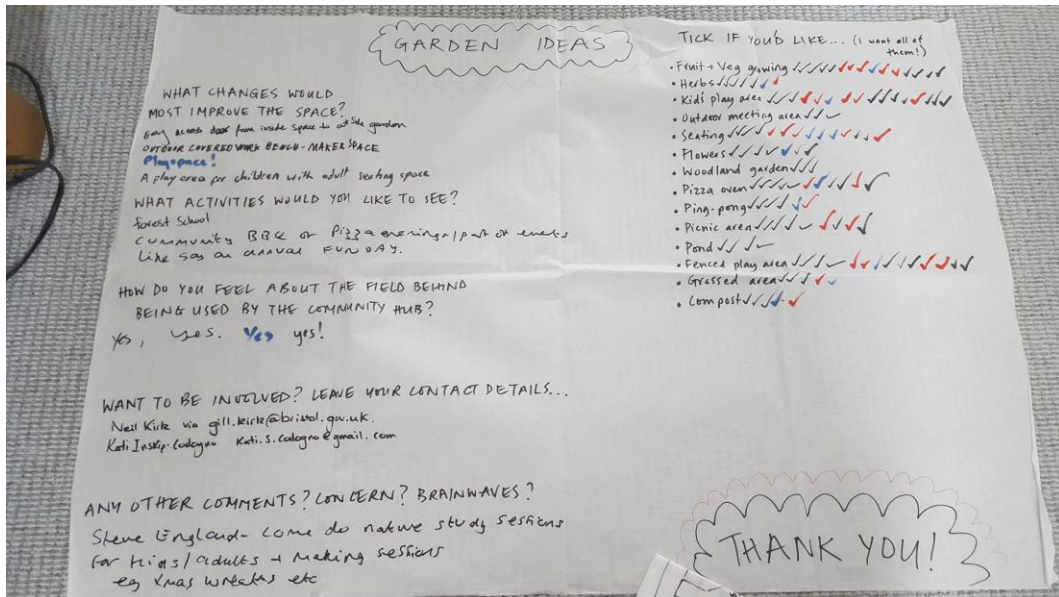 GARDEN IDEAS
WHAT CHANGES WOULD
MOST IMPROVE THE SPACE?
Easy access door from inside space to outside garden
OUTDOOR COVERED WORK BENCH - MAKER SPACE
Playspace!
A play area for children with adult seating space
WHAT ACTIVITIES WOULD YOU LIKE TO SEE?
Forest School
Community BBQ or Pizza evenings/part of events
like say an annual FUN DAY.
HOW DO YOU FEEL ABOUT THE FIELD BEHIND
BEING USED BY THE COMMUNITY HUB?
yes, yes. Yes yes!
WANT TO BE INVOLVED? LEAVE YOUR CONTACT DETAILS...
Neil Kirk via gill.kirk@bristol.gov.uk.
Kati Inskip-Codogno Kati.s.codogno@gmail.com
ANY OTHER COMMENTS? CONCERN? BRAINWAVES?
Steve England - come do nature study sessions
for kids/adults + making sessions
eg Xmas wreaths etc
TICK IF YOU'D LIKE... (I want all of
them!)
• Fruit + Veg growing ✓✓✓✓✓✓✓✓✓✓✓✓✓✓
• Herbs ✓✓✓✓✓✓✓
• Kid's play area ✓✓✓✓✓✓✓✓✓✓✓✓✓✓
• Outdoor meeting area ✓✓✓
• Seating ✓✓✓✓✓✓✓✓✓✓✓✓
• Flowers ✓✓✓✓✓✓✓
• Woodland garden ✓✓✓
• Pizza oven ✓✓✓✓✓✓✓✓✓
• Ping-pong ✓✓✓✓✓✓
• Picnic area ✓✓✓✓✓✓✓✓
• Pond ✓✓✓✓
• Fenced play area ✓✓✓✓✓✓✓✓✓✓✓✓✓
• Grassed area ✓✓✓✓✓✓
• Compost ✓✓✓✓✓✓
THANK YOU!